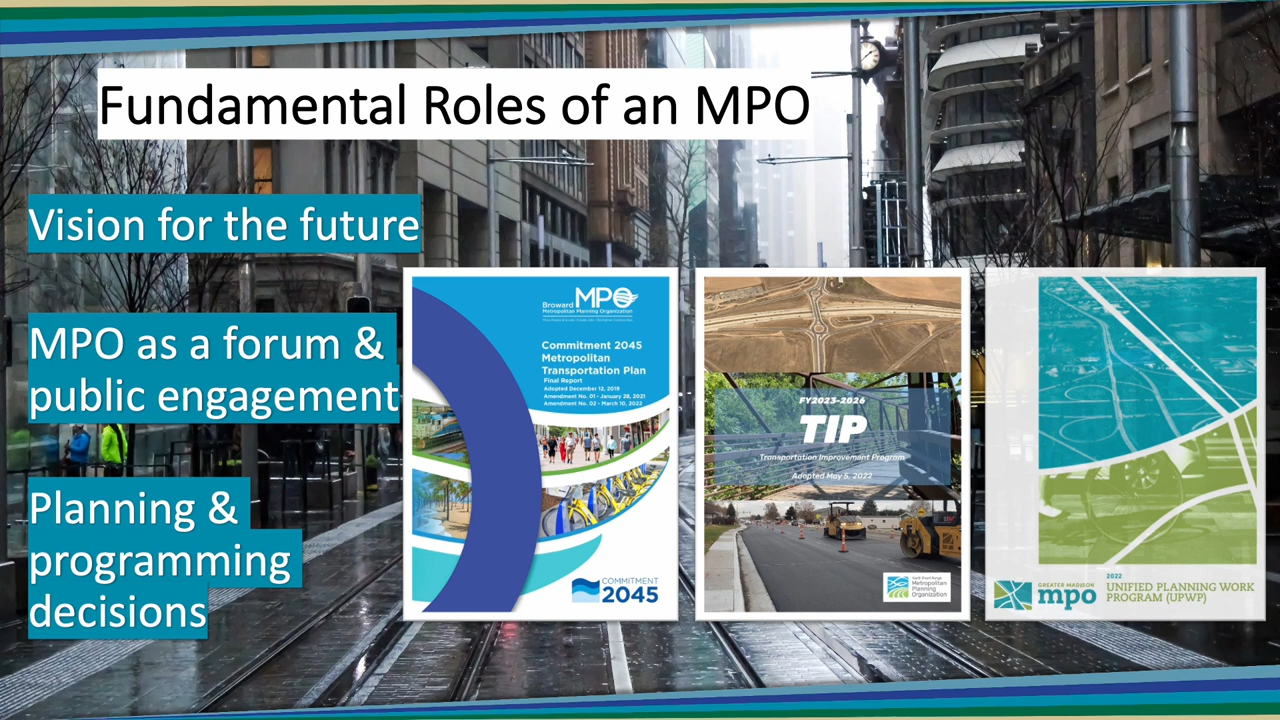 Fundamental Roles of an MPO
Vision for the future
MPO as a forum &
public engagement
Planning &
programming
decisions
Broward MPO
Metropolitan Planning Organization
Commitment 2045
Metropolitan
Transportation Plan
Final Report
Adopted December 12, 2019
Amendment No. 01 - January 28, 2021
Amendment No. 02 - March 10, 2022
COMMITMENT
2045
FY2023-2026
TIP
Transportation Improvement Program
Adopted May 5, 2022
North Front Range
Metropolitan
Planning
Organization
GREATER MADISON
mpo
2022
UNIFIED PLANNING WORK
PROGRAM (UPWP)